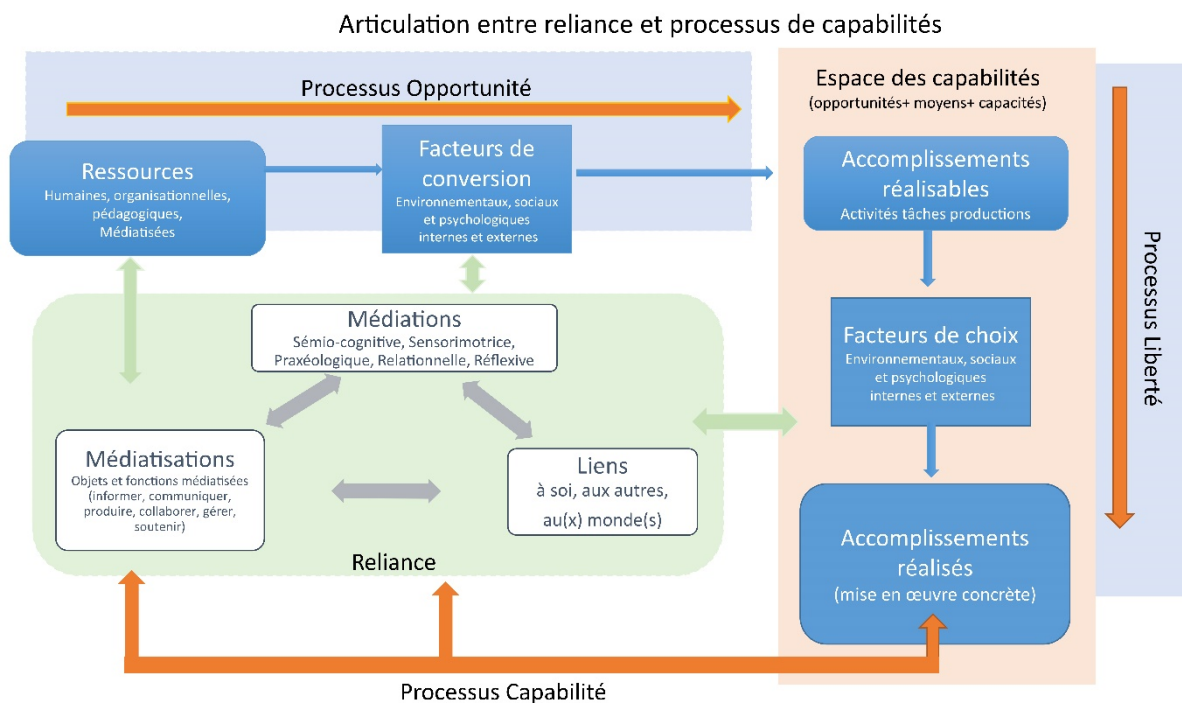 Articulation entre reliance et processus de capabilités
Processus Opportunité
Ressources
Humaines, organisationnelles,
pédagogiques,
Médiatisées
Facteurs de
conversion
Environnementaux, sociaux
et psychologiques
internes et externes
Espace des capabilités
(opportunités+ moyens+ capacités)
Accomplissements
réalisables
Activités tâches productions
Facteurs de choix
Environnementaux, sociaux
et psychologiques
internes et externes
Accomplissements
réalisés
(mise en œuvre concrète)
Processus Liberté
Médiations
Sémio-cognitive, Sensorimotrice,
Praxéologique, Relationnelle, Réflexive
Médiatisations
Objets et fonctions médiatisées
(informer, communiquer,
produire, collaborer, gérer,
soutenir)
Liens
à soi, aux autres,
au(x) monde(s)
Reliance
Processus Capabilité